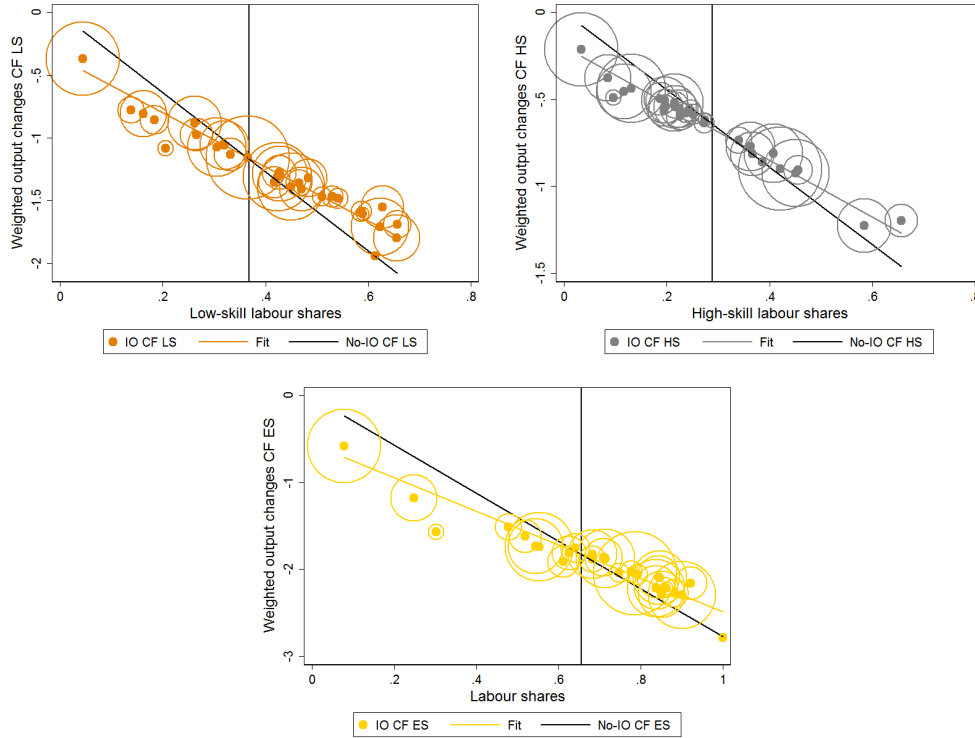 Weighted output changes CF LS
0
-.5
-1
-1.5
-2
0 .2 .4 .6 .8
Low-skill labour shares
IO CF LS Fit No-IO CF LS
Weighted output changes CF HS
0
-.5
-1
-1.5
0 .2 .4 .6 .8
High-skill labour shares
IO CF HS Fit No-IO CF HS
Weighted output changes CF ES
0
-1
-2
-3
0 .2 .4 .6 .8 1
Labour shares
IO CF ES Fit No-IO CF ES